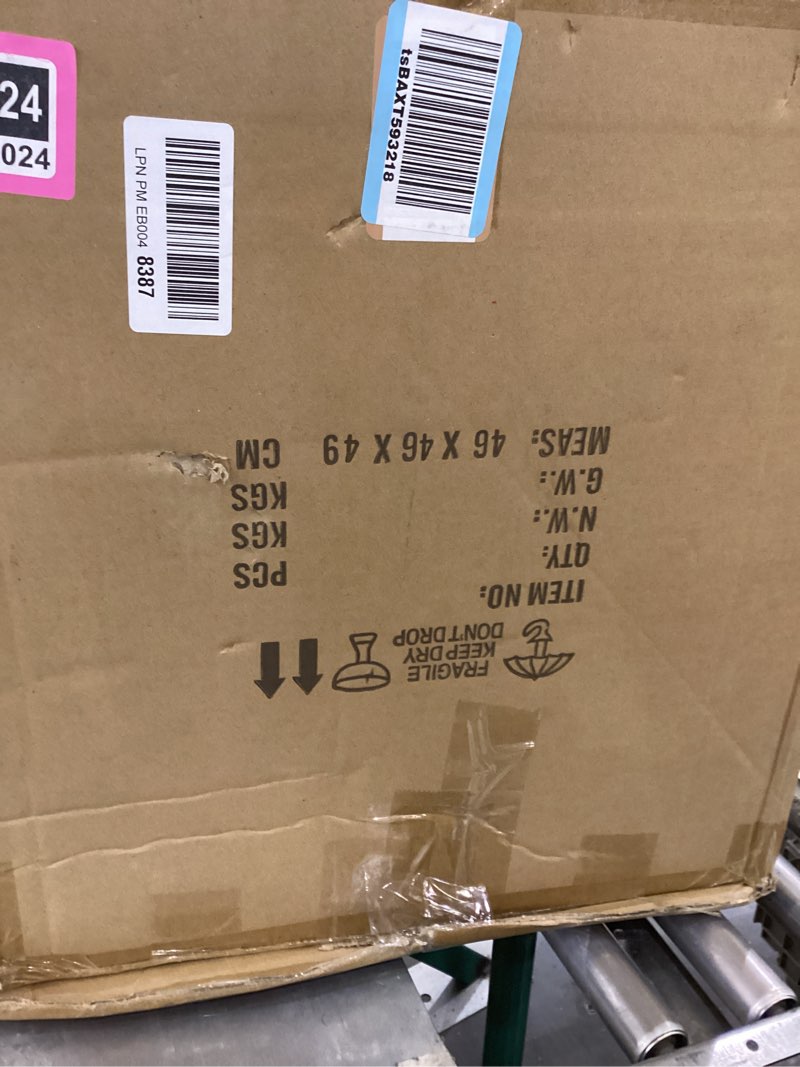 24
024
LPN PM EB004 8387
tsBAXT593218
FRAGILE
KEEP DRY
DON'T DROP
ITEM NO:
QTY: PCS
N.W.: KGS
G.W.: KGS
MEAS: 46 X 46 X 49 CM